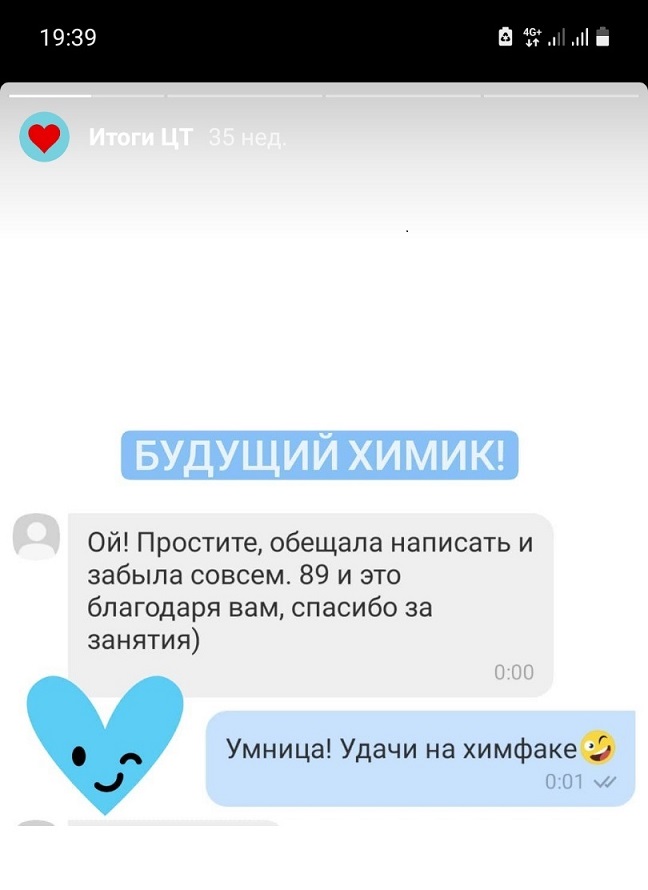 19:39
4G+
Итоги ЦТ 35 нед.
БУДУЩИЙ ХИМИК!
Ой! Простите, обещала написать и
забыла совсем. 89 и это
благодаря вам, спасибо за
занятия)
0:00
Умница! Удачи на химфаке🤪
0:01